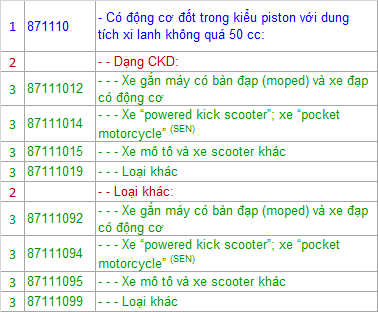 1 871110 - Có động cơ đốt trong kiểu piston với dung
tích xi lanh không quá 50 cc:
2 - - Dạng CKD:
3 87111012 - - - Xe gắn máy có bàn đạp (moped) và xe đạp
có động cơ
3 87111014 - - - Xe “powered kick scooter”; xe “pocket
motorcycle” (SEN)
3 87111015 - - - Xe mô tô và xe scooter khác
3 87111019 - - - Loại khác
2 - - Loại khác:
3 87111092 - - - Xe gắn máy có bàn đạp (moped) và xe đạp
có động cơ
3 87111094 - - - Xe “powered kick scooter”; xe “pocket
motorcycle” (SEN)
3 87111095 - - - Xe mô tô và xe scooter khác
3 87111099 - - - Loại khác